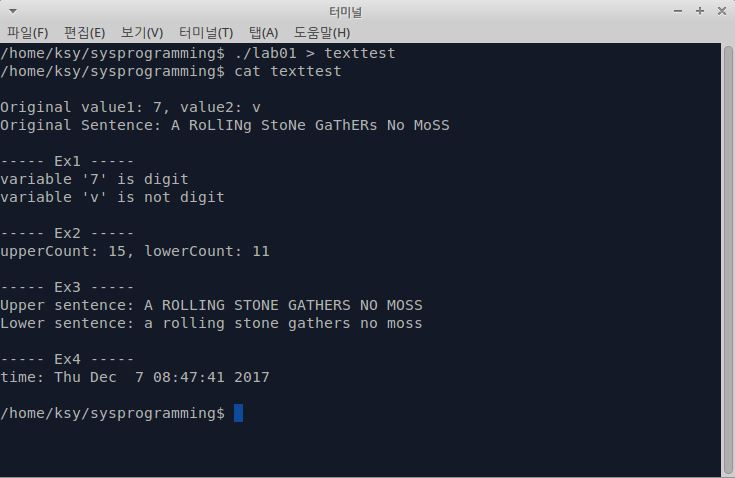 터미널
파일(F) 편집(E) 보기(V) 터미널(T) 탭(A) 도움말(H)
/home/ksy/sysprogramming$ ./lab01 > texttest
/home/ksy/sysprogramming$ cat texttest
Original value1: 7, value2: v
Original Sentence: A RoLlINg StoNe GaThERs No MoSS
----- Ex1 -----
variable '7' is digit
variable 'v' is not digit
----- Ex2 -----
upperCount: 15, lowerCount: 11
----- Ex3 -----
Upper sentence: A ROLLING STONE GATHERS NO MOSS
Lower sentence: a rolling stone gathers no moss
----- Ex4 -----
time: Thu Dec  7 08:47:41 2017
/home/ksy/sysprogramming$